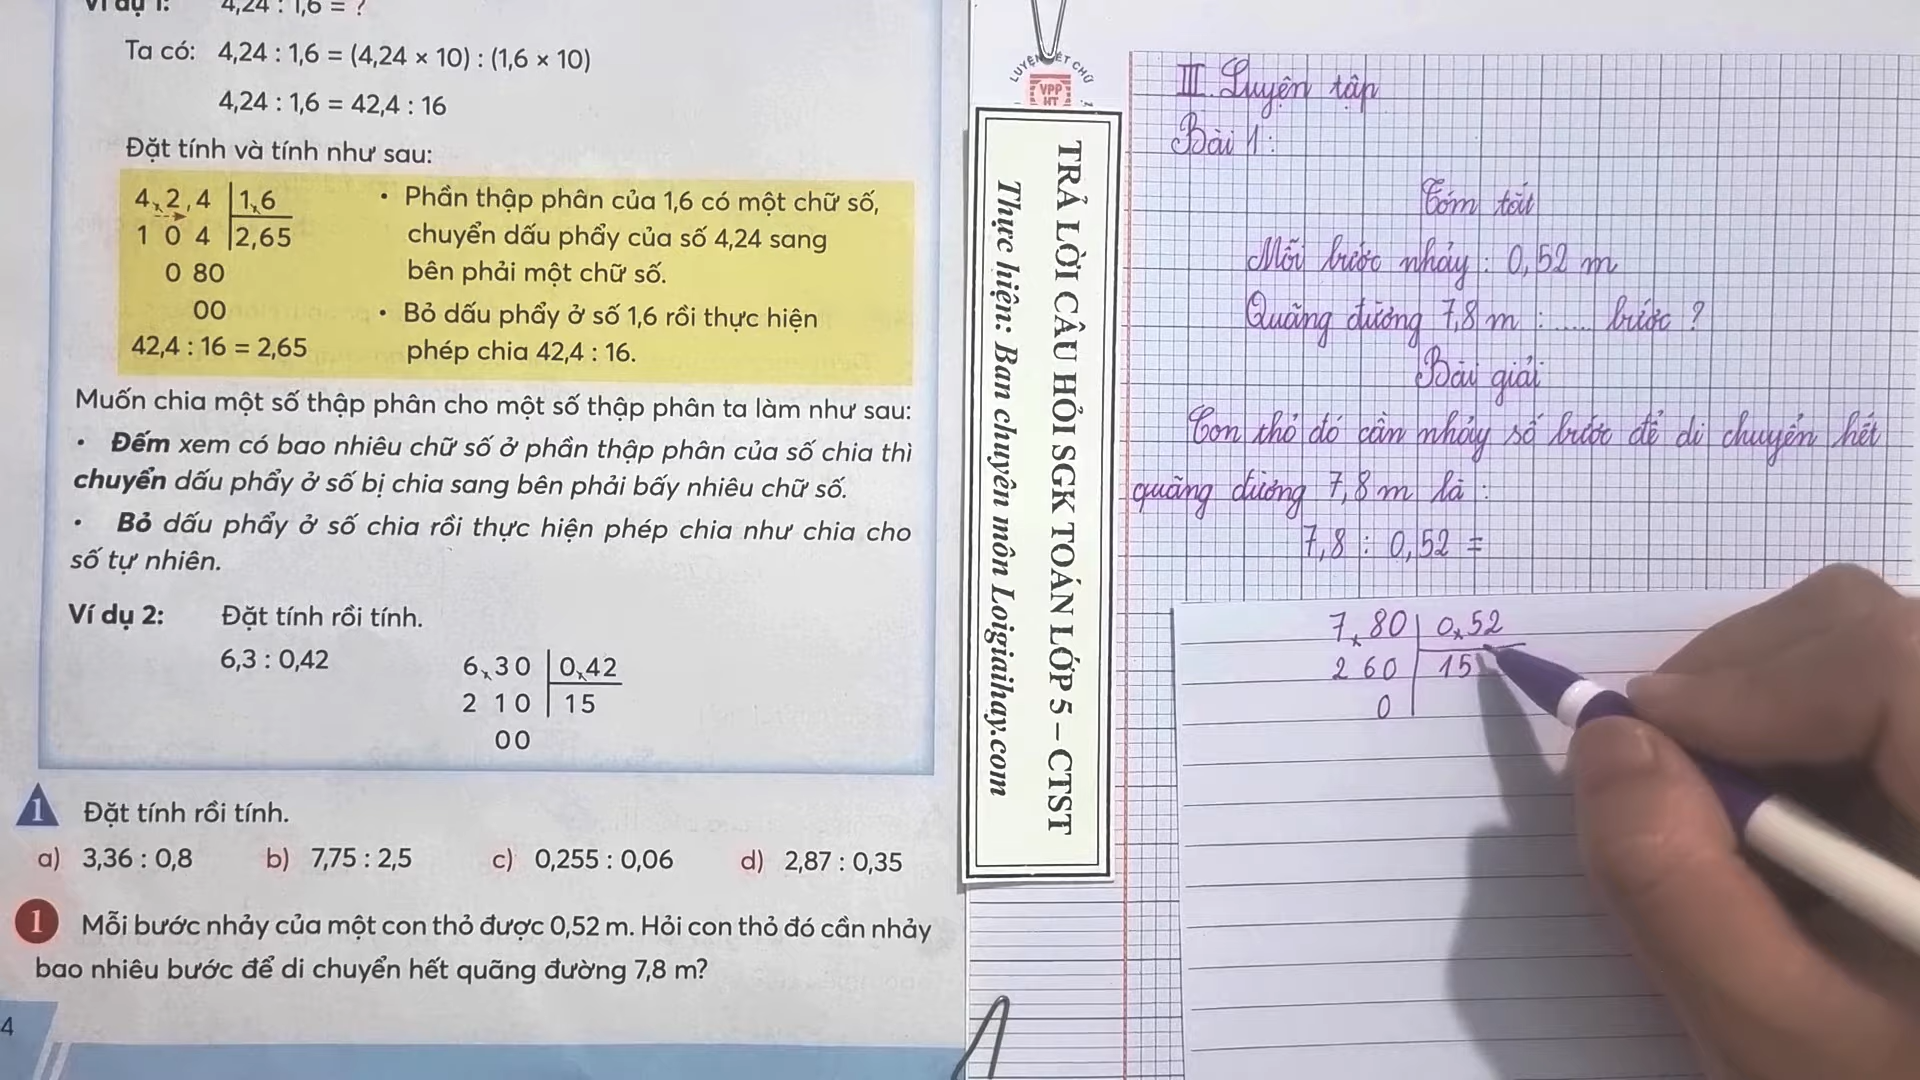 Ví dụ 1: 4,24 : 1,6 = ?
Ta có: 4,24 : 1,6 = (4,24 × 10) : (1,6 × 10)
4,24 : 1,6 = 42,4 : 16
Đặt tính và tính như sau:
4,2,4 1,6
1 0 4 2,65
0 80
00
42,4 : 16 = 2,65
• Phần thập phân của 1,6 có một chữ số,
chuyển dấu phẩy của số 4,24 sang
bên phải một chữ số.
• Bỏ dấu phẩy ở số 1,6 rồi thực hiện
phép chia 42,4 : 16.
Muốn chia một số thập phân cho một số thập phân ta làm như sau:
• Đếm xem có bao nhiêu chữ số ở phần thập phân của số chia thì
chuyển dấu phẩy ở số bị chia sang bên phải bấy nhiêu chữ số.
• Bỏ dấu phẩy ở số chia rồi thực hiện phép chia như chia cho
số tự nhiên.
Ví dụ 2: Đặt tính rồi tính.
6,3 : 0,42
6,30 0,42
2 10 15
00
1 Đặt tính rồi tính.
a) 3,36 : 0,8 b) 7,75 : 2,5 c) 0,255 : 0,06 d) 2,87 : 0,35
1 Mỗi bước nhảy của một con thỏ được 0,52 m. Hỏi con thỏ đó cần nhảy
bao nhiêu bước để di chuyển hết quãng đường 7,8 m?
4
VPP
HT
TRẢ LỜI CÂU HỎI SGK TOÁN LỚP 5 – CTST
Thực hiện: Ban chuyên môn Loigiaihay.com
III. Luyện tập
Bài 1:
Tóm tắt
Mỗi bước nhảy : 0,52 m
Quãng đường 7,8 m : ..... bước ?
Bài giải
Con thỏ đó cần nhảy số bước để di chuyển hết
quãng đường 7,8 m là :
7,8 : 0,52 =
7,80 0,52
2 60 15
0